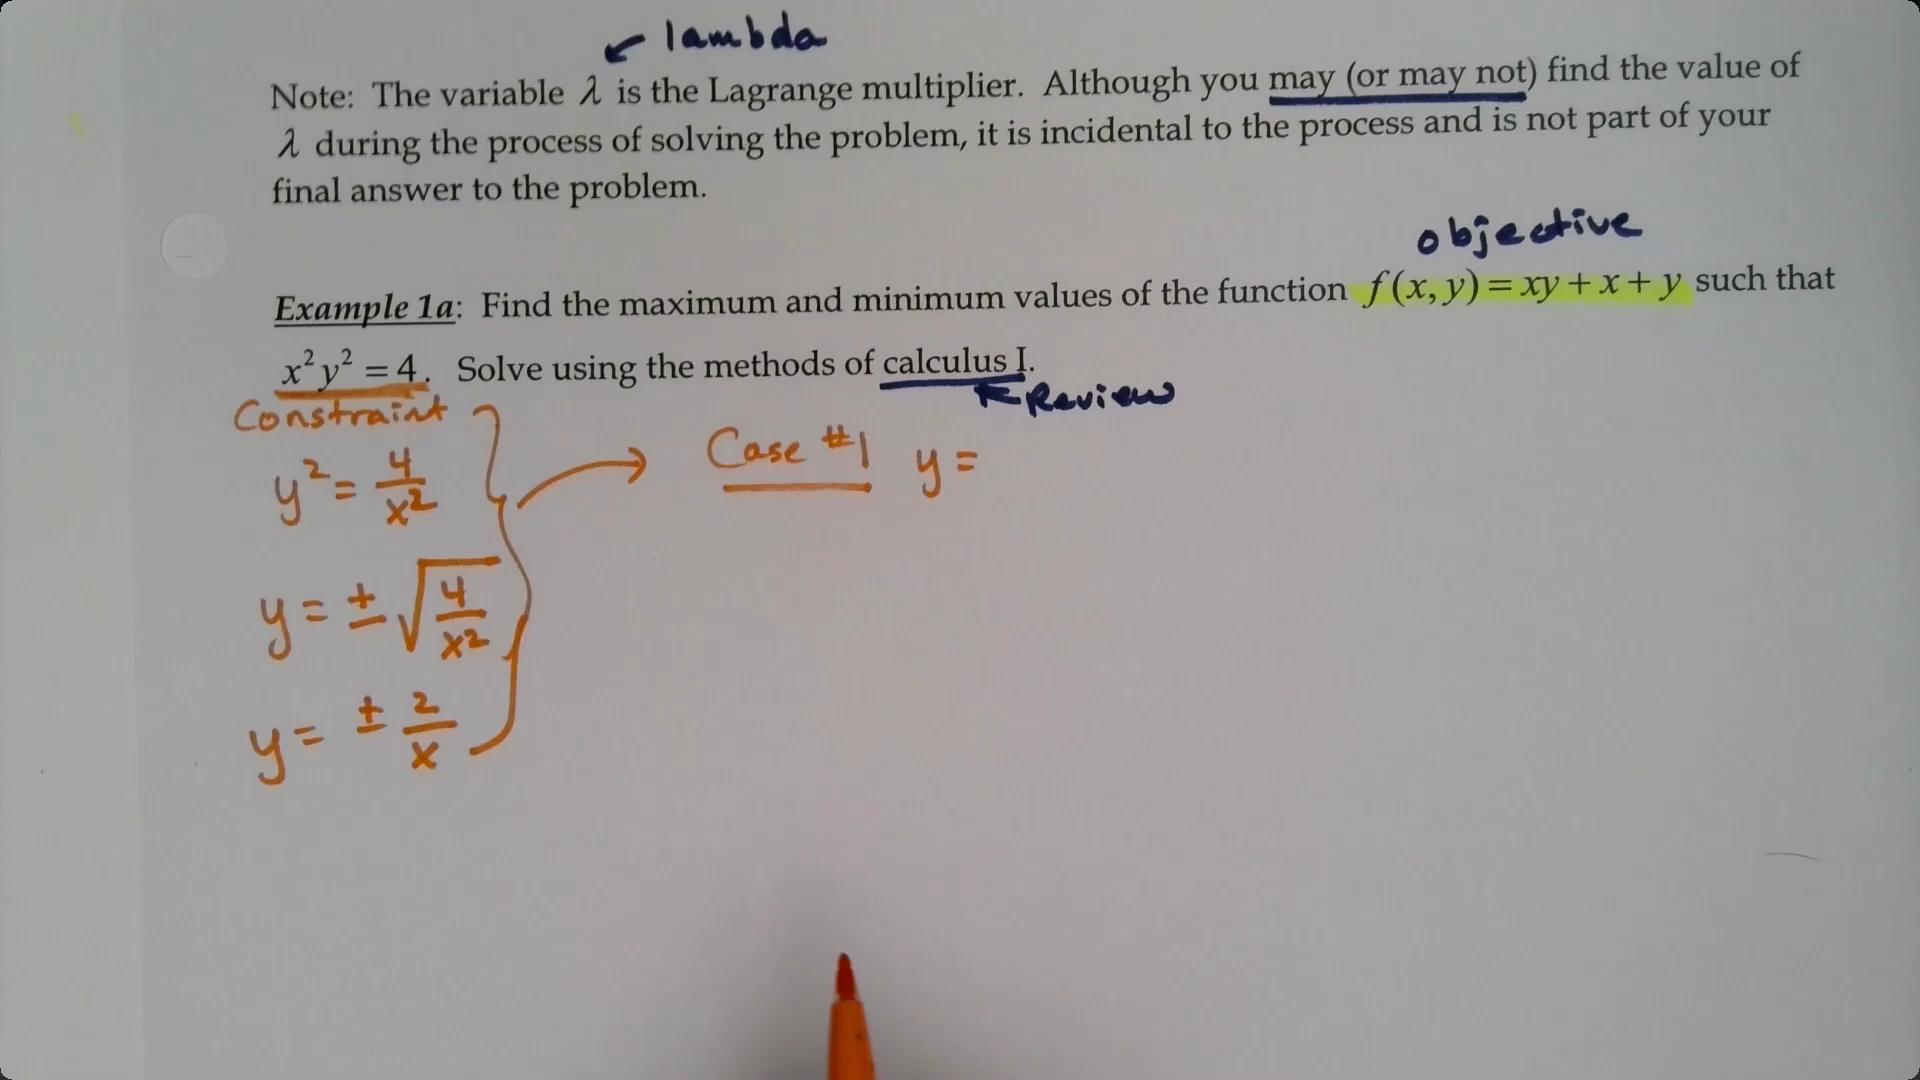 lambda
Note: The variable λ is the Lagrange multiplier. Although you may (or may not) find the value of
λ during the process of solving the problem, it is incidental to the process and is not part of your
final answer to the problem.
objective
Example 1a: Find the maximum and minimum values of the function f(x, y) = xy + x + y such that
x² y² = 4. Solve using the methods of calculus I.
Review
Constraint
Case #1 y =
y² = 4/x²
y = ± √(4/x²)
y = ± 2/x